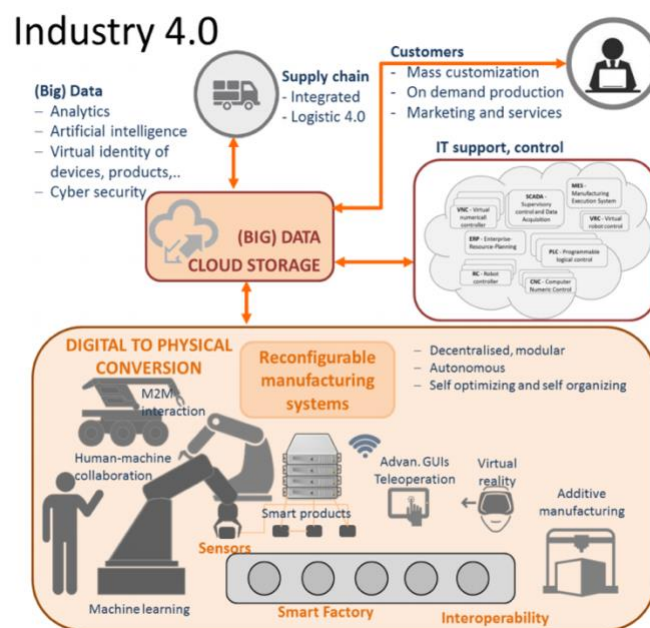 Industry 4.0
(Big) Data
– Analytics
– Artificial intelligence
– Virtual identity of
devices, products,..
– Cyber security
Supply chain
- Integrated
- Logistic 4.0
Customers
- Mass customization
- On demand production
- Marketing and services
IT support, control
VNC - Virtual
numericall
controller
SCADA -
Supervisory
control and Data
Acquisition
MES -
Manufacturing
Execution System
VRC - Virtual
robot control
ERP - Enterprise
Resource-Planning
PLC - Programmable
logical control
RC - Robot
controller
CNC - Computer
Numeric Control
(BIG) DATA
CLOUD STORAGE
DIGITAL TO PHYSICAL
CONVERSION
Reconfigurable
manufacturing
systems
– Decentralised, modular
– Autonomous
– Self optimizing and self organizing
M2M
interaction
Human-machine
collaboration
Advan. GUIs
Teleoperation
Virtual
reality
Additive
manufacturing
Smart products
Sensors
Machine learning
Smart Factory
Interoperability